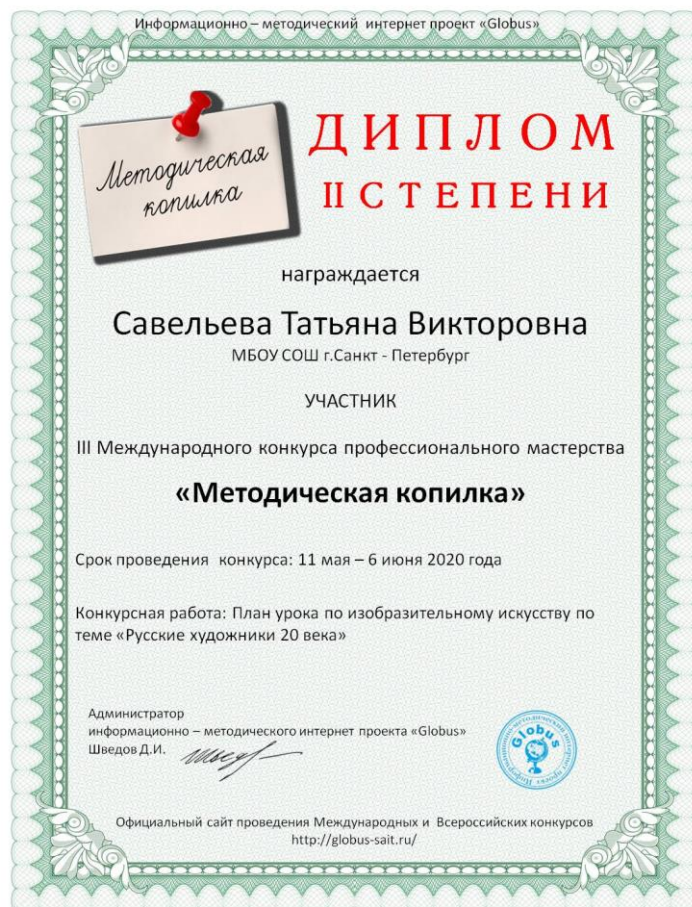 Информационно – методический интернет проект «Globus»
Методическая
копилка
ДИПЛОМ
II СТЕПЕНИ
награждается
Савельева Татьяна Викторовна
МБОУ СОШ г.Санкт - Петербург
УЧАСТНИК
III Международного конкурса профессионального мастерства
«Методическая копилка»
Срок проведения конкурса: 11 мая – 6 июня 2020 года
Конкурсная работа: План урока по изобразительному искусству по
теме «Русские художники 20 века»
Администратор
информационно – методического интернет проекта «Globus»
Шведов Д.И.
Globus
Официальный сайт проведения Международных и Всероссийских конкурсов
http://globus-sait.ru/